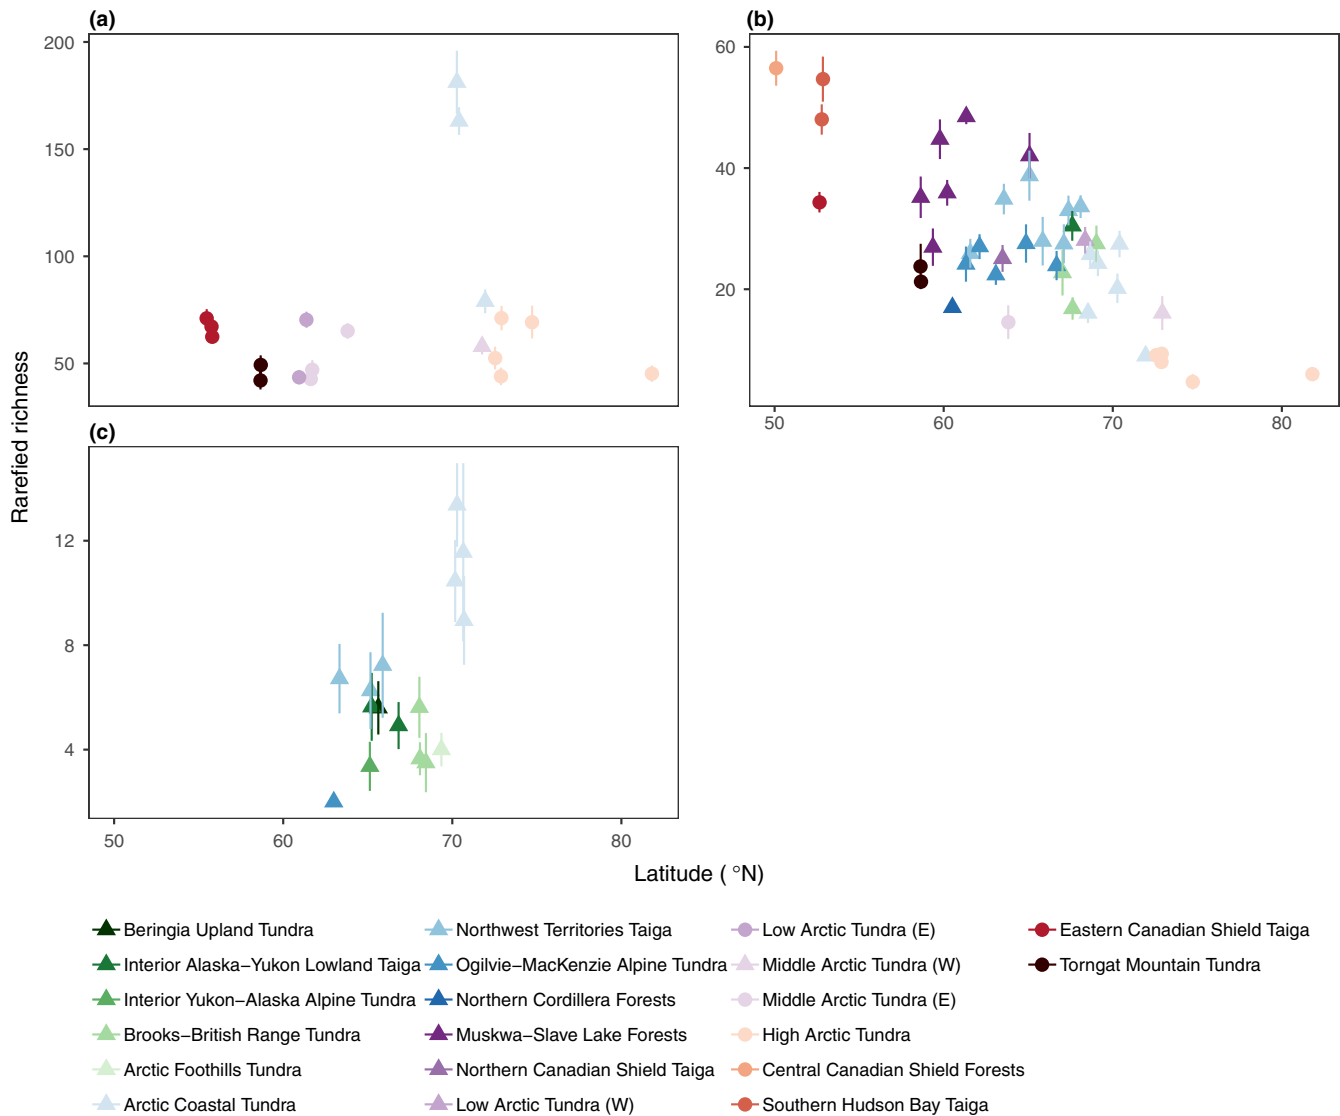 (a)
(b)
200
150
100
50
60
40
20
50 60 70 80
(c)
Rarefied richness
12
8
4
50 60 70 80
Latitude ( °N)
Beringia Upland Tundra
Interior Alaska−Yukon Lowland Taiga
Interior Yukon−Alaska Alpine Tundra
Brooks−British Range Tundra
Arctic Foothills Tundra
Arctic Coastal Tundra
Northwest Territories Taiga
Ogilvie−MacKenzie Alpine Tundra
Northern Cordillera Forests
Muskwa−Slave Lake Forests
Northern Canadian Shield Taiga
Low Arctic Tundra (W)
Low Arctic Tundra (E)
Middle Arctic Tundra (W)
Middle Arctic Tundra (E)
High Arctic Tundra
Central Canadian Shield Forests
Southern Hudson Bay Taiga
Eastern Canadian Shield Taiga
Torngat Mountain Tundra